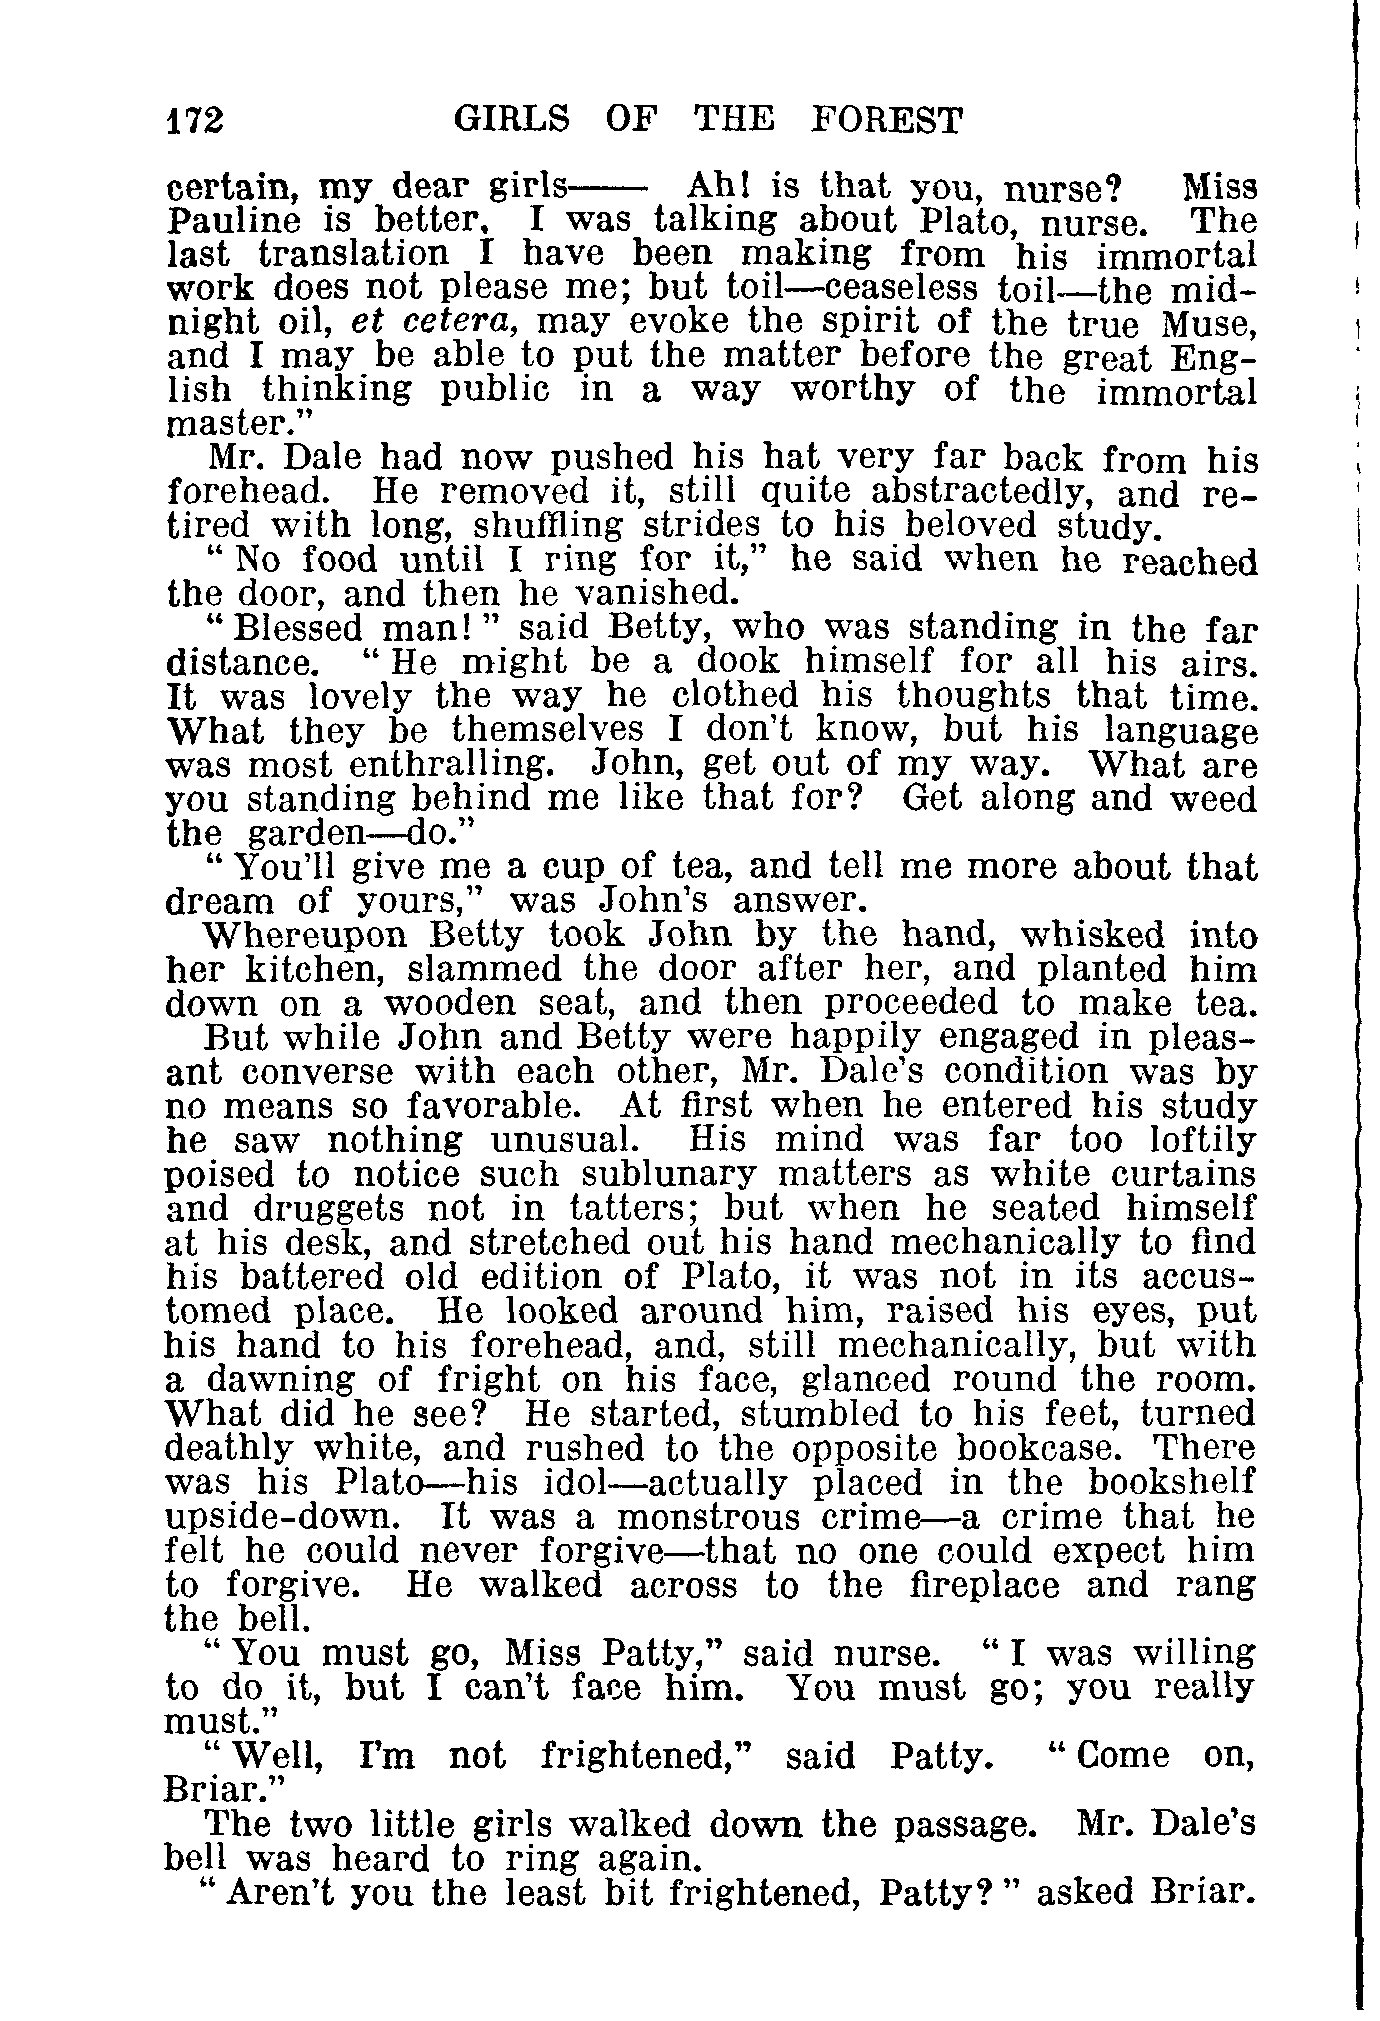 172 GIRLS OF THE FOREST
certain, my dear girls—— Ah! is that you, nurse? Miss
Pauline is better. I was talking about Plato, nurse. The
last translation I have been making from his immortal
work does not please me; but toil—ceaseless toil—the mid-
night oil, et cetera, may evoke the spirit of the true Muse,
and I may be able to put the matter before the great Eng-
lish thinking public in a way worthy of the immortal
master.”
Mr. Dale had now pushed his hat very far back from his
forehead. He removed it, still quite abstractedly, and re-
tired with long, shuffling strides to his beloved study.
“ No food until I ring for it,” he said when he reached
the door, and then he vanished.
“ Blessed man! ” said Betty, who was standing in the far
distance. “ He might be a dook himself for all his airs.
It was lovely the way he clothed his thoughts that time.
What they be themselves I don’t know, but his language
was most enthralling. John, get out of my way. What are
you standing behind me like that for? Get along and weed
the garden—do.”
“ You’ll give me a cup of tea, and tell me more about that
dream of yours,” was John’s answer.
Whereupon Betty took John by the hand, whisked into
her kitchen, slammed the door after her, and planted him
down on a wooden seat, and then proceeded to make tea.
But while John and Betty were happily engaged in pleas-
ant converse with each other, Mr. Dale’s condition was by
no means so favorable. At first when he entered his study
he saw nothing unusual. His mind was far too loftily
poised to notice such sublunary matters as white curtains
and druggets not in tatters; but when he seated himself
at his desk, and stretched out his hand mechanically to find
his battered old edition of Plato, it was not in its accus-
tomed place. He looked around him, raised his eyes, put
his hand to his forehead, and, still mechanically, but with
a dawning of fright on his face, glanced round the room.
What did he see? He started, stumbled to his feet, turned
deathly white, and rushed to the opposite bookcase. There
was his Plato—his idol—actually placed in the bookshelf
upside-down. It was a monstrous crime—a crime that he
felt he could never forgive—that no one could expect him
to forgive. He walked across to the fireplace and rang
the bell.
“ You must go, Miss Patty,” said nurse. “ I was willing
to do it, but I can’t face him. You must go; you really
must.”
“ Well, I’m not frightened,” said Patty. “ Come on,
Briar.”
The two little girls walked down the passage. Mr. Dale’s
bell was heard to ring again.
“ Aren’t you the least bit frightened, Patty? ” asked Briar.